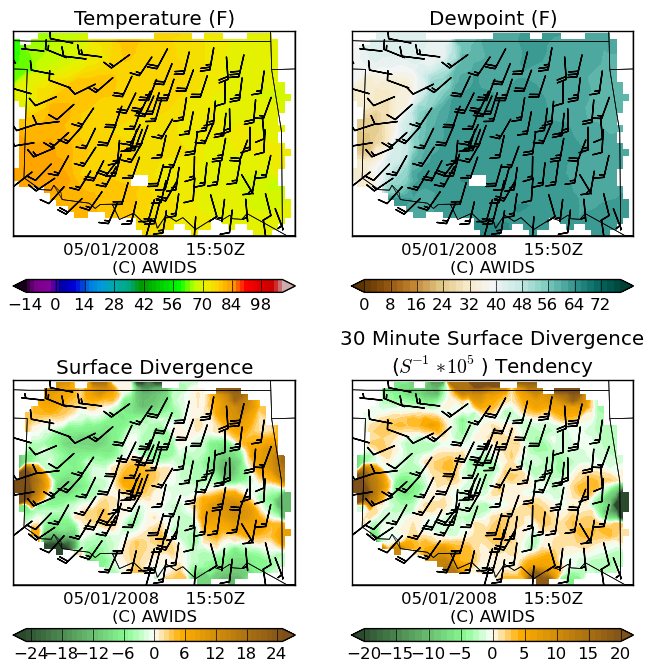 Temperature (F)
Dewpoint (F)
05/01/2008 15:50Z
(C) AWIDS
05/01/2008 15:50Z
(C) AWIDS
−14 0 14 28 42 56 70 84 98
0 8 16 24 32 40 48 56 64 72
Surface Divergence
30 Minute Surface Divergence
(S⁻¹ *10⁵ ) Tendency
05/01/2008 15:50Z
(C) AWIDS
05/01/2008 15:50Z
(C) AWIDS
−24 −18 −12 −6 0 6 12 18 24
−20 −15 −10 −5 0 5 10 15 20